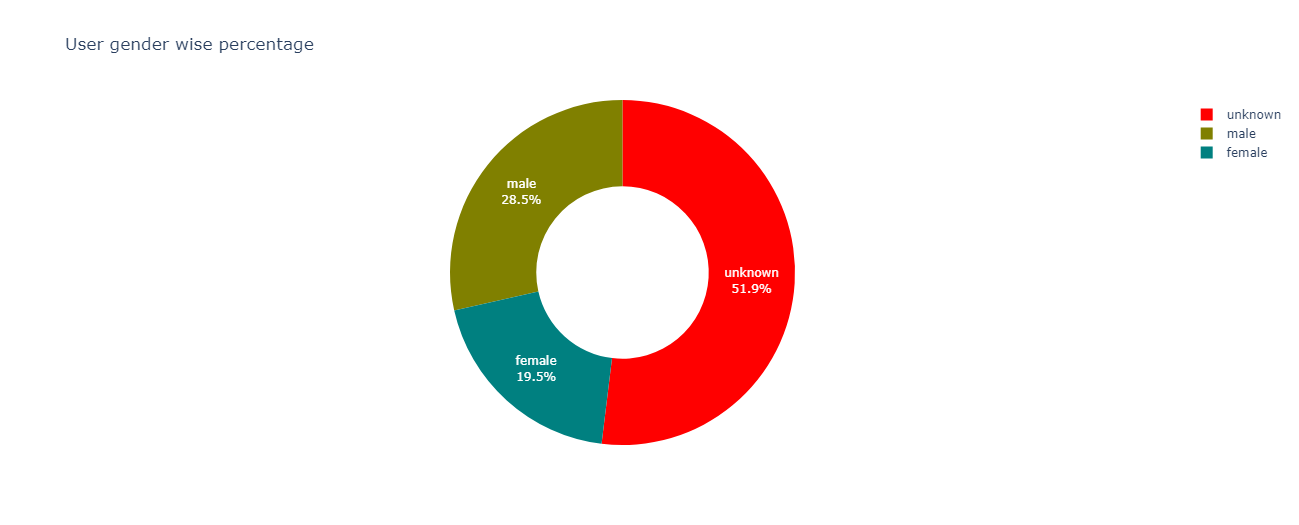 User gender wise percentage
unknown
male
female
male
28.5%
unknown
51.9%
female
19.5%